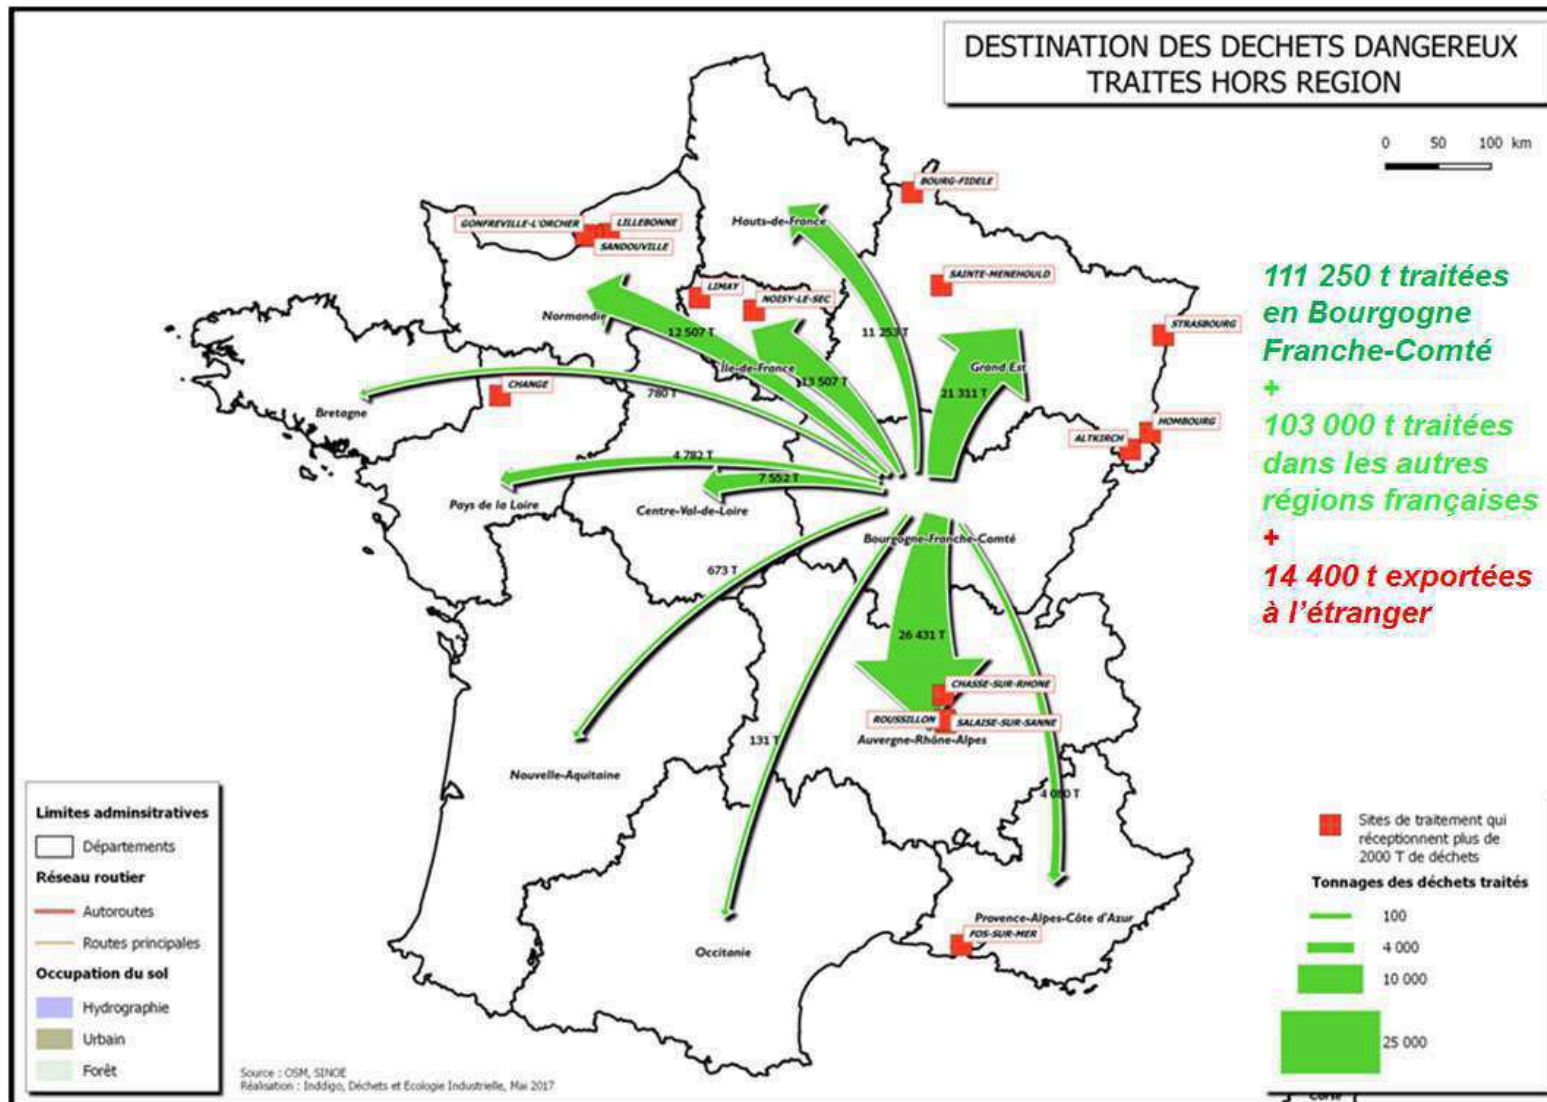 DESTINATION DES DECHETS DANGEREUX
TRAITES HORS REGION
0 50 100 km
BOURG-FIDELE
Hauts-de-France
GONFREVILLE-L'ORCHER
LILLEBONNE
SANDOUVILLE
SAINTE-MENEHOULD
LIMAY
NOISY-LE-SEC
Normandie
12 507 T
11 253 T
STRASBOURG
Île-de-France
13 507 T
Grand Est
21 311 T
CHANGE
780 T
Bretagne
HOMBOURG
ALTKIRCH
4 782 T
7 552 T
Pays de la Loire
Centre-Val-de-Loire
Bourgogne-Franche-Comté
673 T
26 431 T
CHASSE-SUR-RHONE
ROUSSILLON
SALAISE-SUR-SANNE
Auvergne-Rhône-Alpes
131 T
Nouvelle-Aquitaine
Provence-Alpes-Côte d'Azur
FOS-SUR-MER
Occitanie
111 250 t traitées
en Bourgogne
Franche-Comté
+
103 000 t traitées
dans les autres
régions françaises
+
14 400 t exportées
à l'étranger
Limites adminsitratives
Départements
Réseau routier
Autoroutes
Routes principales
Occupation du sol
Hydrographie
Urbain
Forêt
Source : OSM, SINOE
Réalisation : Inddigo, Déchets et Ecologie Industrielle, Mai 2017
Sites de traitement qui
réceptionnent plus de
2000 T de déchets
Tonnages des déchets traités
100
4 000
10 000
25 000